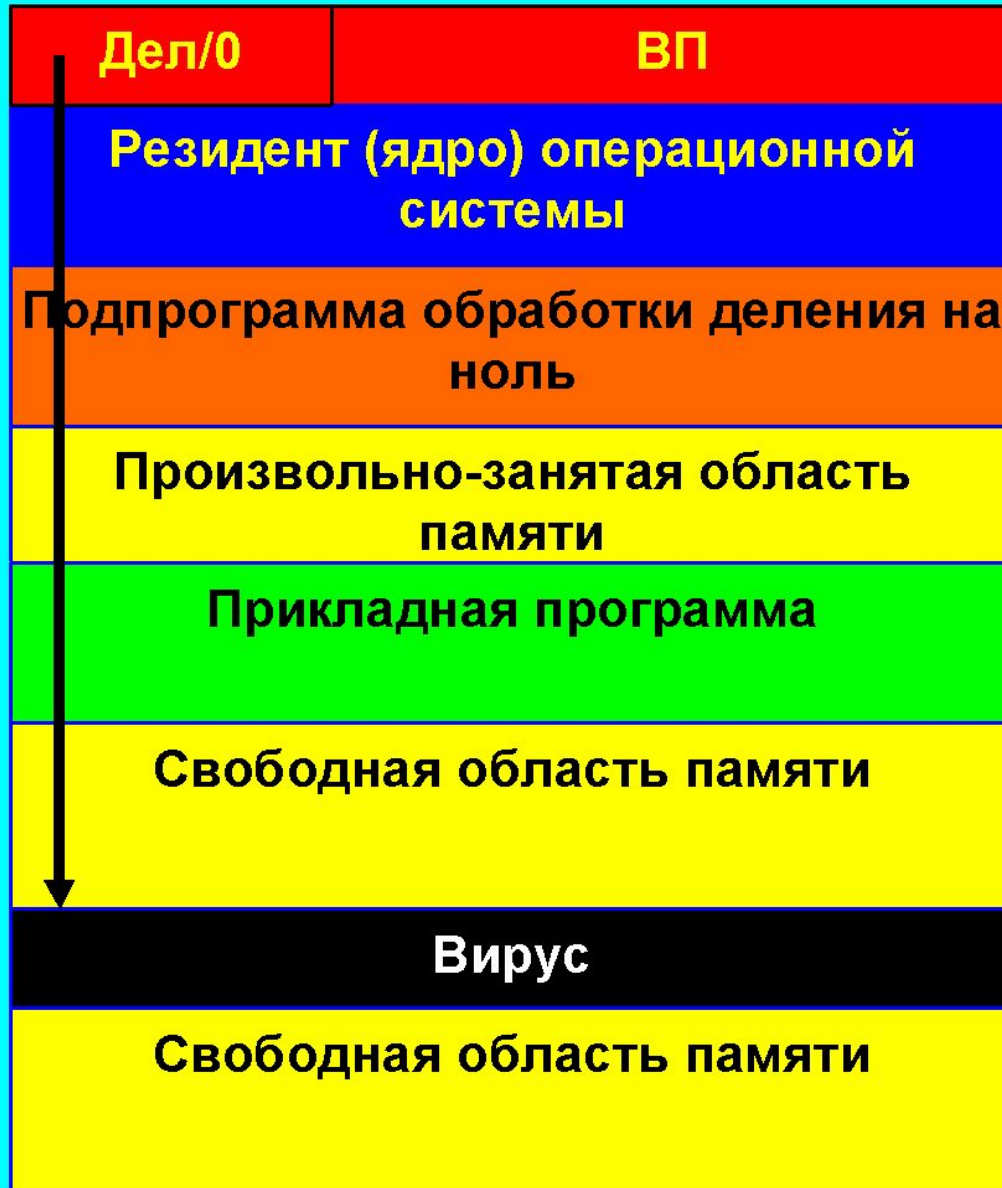 Дел/0
ВП
Резидент (ядро) операционной
системы
Подпрограмма обработки деления на
ноль
Произвольно-занятая область
памяти
Прикладная программа
Свободная область памяти
Вирус
Свободная область памяти